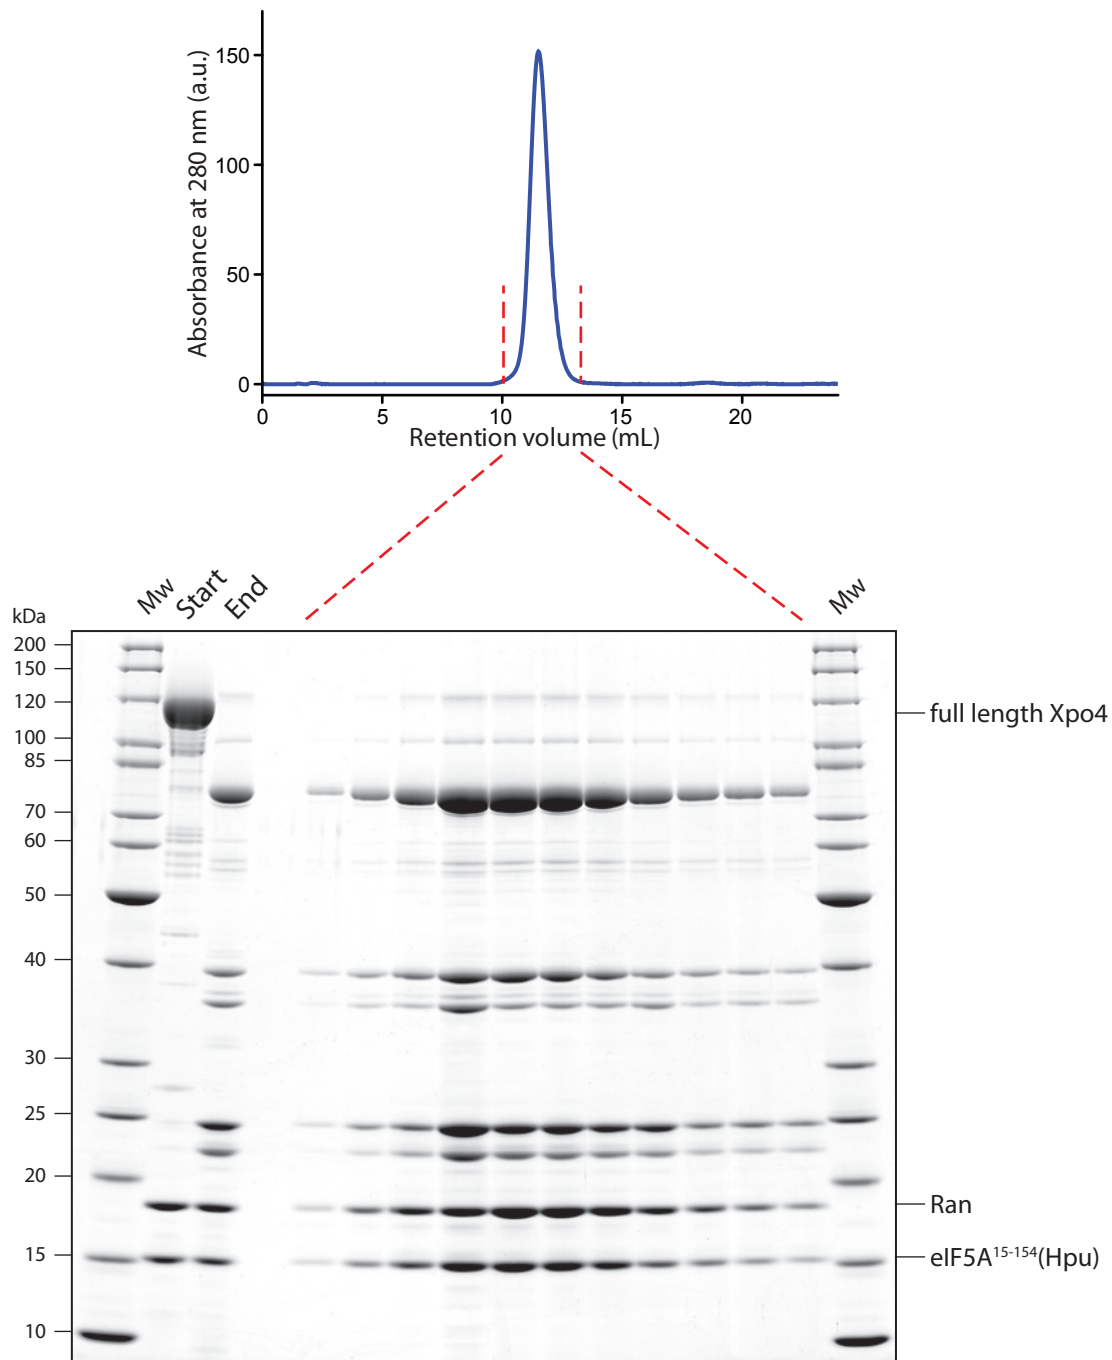 Absorbance at 280 nm (a.u.)
150
100
50
0
0 5 10 15 20
Retention volume (mL)
kDa
Mw Start End Mw
200
150
120
100
85
70
60
50
40
30
25
20
15
10
full length Xpo4
Ran
eIF5A¹⁵⁻¹⁵⁴(Hpu)